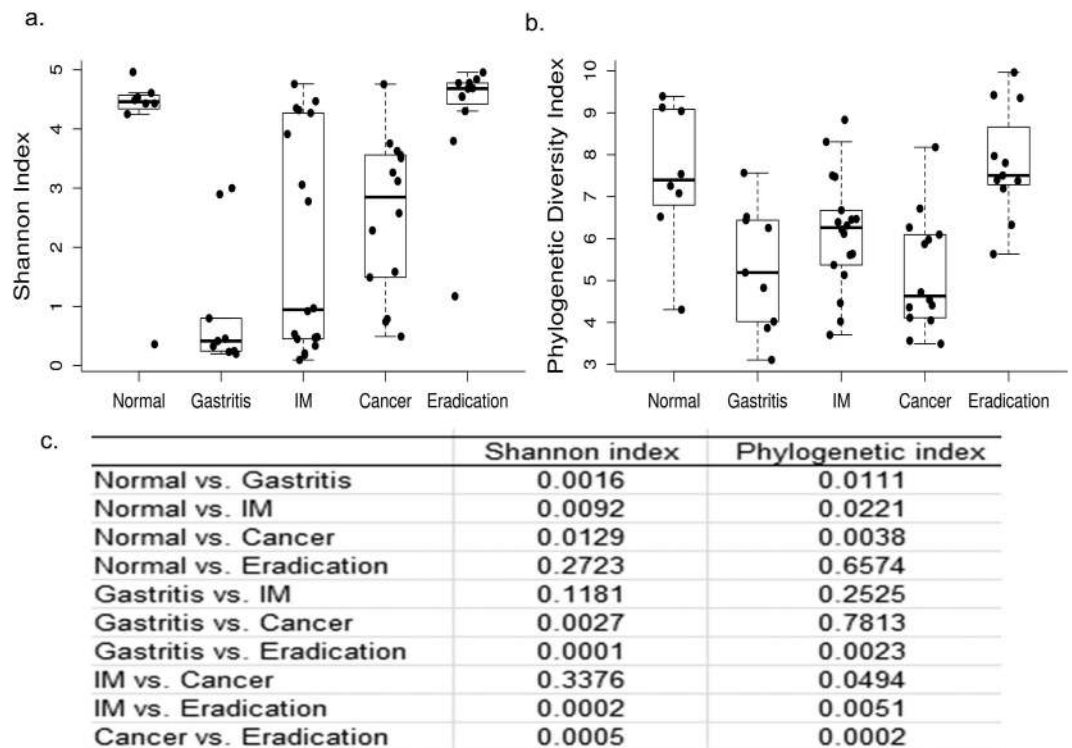 a.
Shannon Index
5
4
3
2
1
0
Normal Gastritis IM Cancer Eradication
b.
Phylogenetic Diversity Index
10
9
8
7
6
5
4
3
Normal Gastritis IM Cancer Eradication
c.
Shannon index Phylogenetic index
Normal vs. Gastritis 0.0016 0.0111
Normal vs. IM 0.0092 0.0221
Normal vs. Cancer 0.0129 0.0038
Normal vs. Eradication 0.2723 0.6574
Gastritis vs. IM 0.1181 0.2525
Gastritis vs. Cancer 0.0027 0.7813
Gastritis vs. Eradication 0.0001 0.0023
IM vs. Cancer 0.3376 0.0494
IM vs. Eradication 0.0002 0.0051
Cancer vs. Eradication 0.0005 0.0002